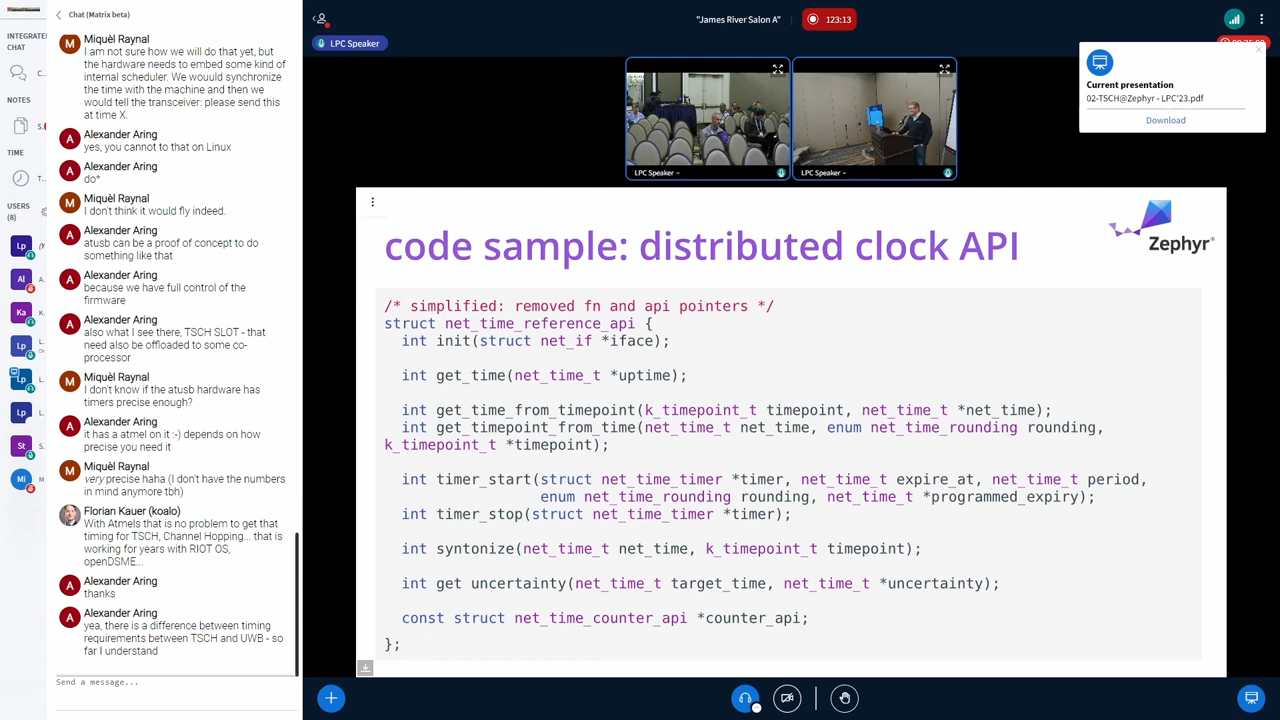 Chat (Matrix beta)
INTEGRATE
CHAT
C..
NOTES
S.
TIME
T...
USERS
(8)
Lp
Al
A.
Ka
Lp
Lp
Lp
St
Mi
M
Miquèl Raynal
I am not sure how we will do that yet, but
the hardware needs to embed some kind of
internal scheduler. We wouuld synchronize
the time with the machine and then we
would tell the transceiver: please send this
at time X.
A
Alexander Aring
yes, you cannot to that on Linux
A
Alexander Aring
do*
M
Miquèl Raynal
I don't think it would fly indeed.
A
Alexander Aring
atusb can be a proof of concept to do
something like that
A
Alexander Aring
because we have full control of the
firmware
A
Alexander Aring
also what I see there, TSCH SLOT - that
need also be offloaded to some co-
processor
M
Miquèl Raynal
I don't know if the atusb hardware has
timers precise enough?
A
Alexander Aring
it has a atmel on it :-) depends on how
precise you need it
M
Miquèl Raynal
very precise haha (I don't have the numbers
in mind anymore tbh)
Florian Kauer (koalo)
With Atmels that is no problem to get that
timing for TSCH, Channel Hopping... that is
working for years with RIOT OS,
openDSME...
A
Alexander Aring
thanks
A
Alexander Aring
yea, there is a difference between timing
requirements between TSCH and UWB - so
far I understand
Send a message...
"James River Salon A"
123:13
LPC Speaker
LPC Speaker
LPC Speaker
Current presentation
02-TSCH@Zephyr - LPC'23.pdf
Download
Zephyr®
code sample: distributed clock API
/* simplified: removed fn and api pointers */
struct net_time_reference_api {
int init(struct net_if *iface);
int get_time(net_time_t *uptime);
int get_time_from_timepoint(k_timepoint_t timepoint, net_time_t *net_time);
int get_timepoint_from_time(net_time_t net_time, enum net_time_rounding rounding,
k_timepoint_t *timepoint);
int timer_start(struct net_time_timer *timer, net_time_t expire_at, net_time_t period,
enum net_time_rounding rounding, net_time_t *programmed_expiry);
int timer_stop(struct net_time_timer *timer);
int syntonize(net_time_t net_time, k_timepoint_t timepoint);
int get uncertainty(net_time_t target_time, net_time_t *uncertainty);
const struct net_time_counter_api *counter_api;
};